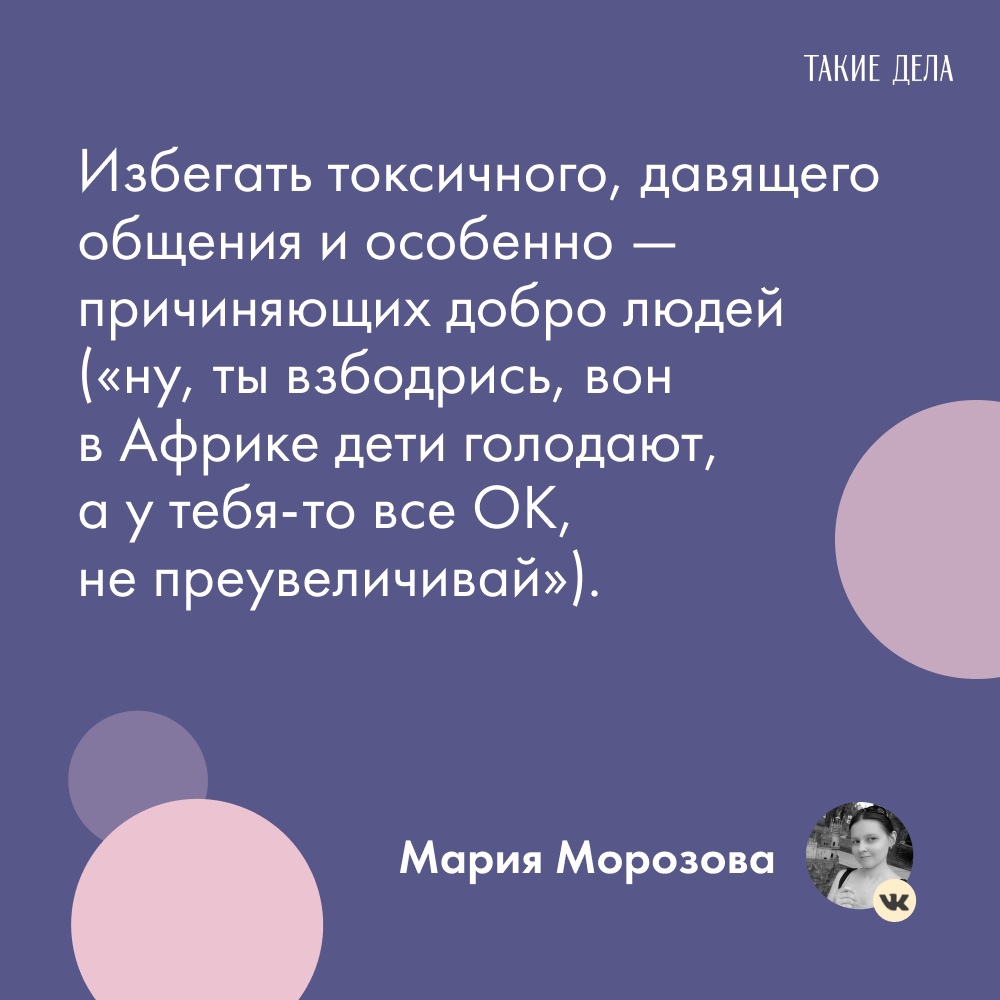 ТАКИЕ ДЕЛА
Избегать токсичного, давящего
общения и особенно —
причиняющих добро людей
(«ну, ты взбодрись, вон
в Африке дети голодают,
а у тебя-то все ОК,
не преувеличивай»).
Мария Морозова
VK